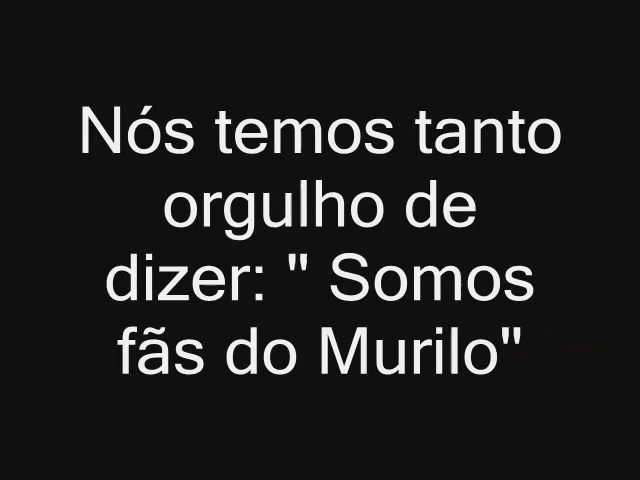 Nós temos tanto
orgulho de
dizer: " Somos
fãs do Murilo"